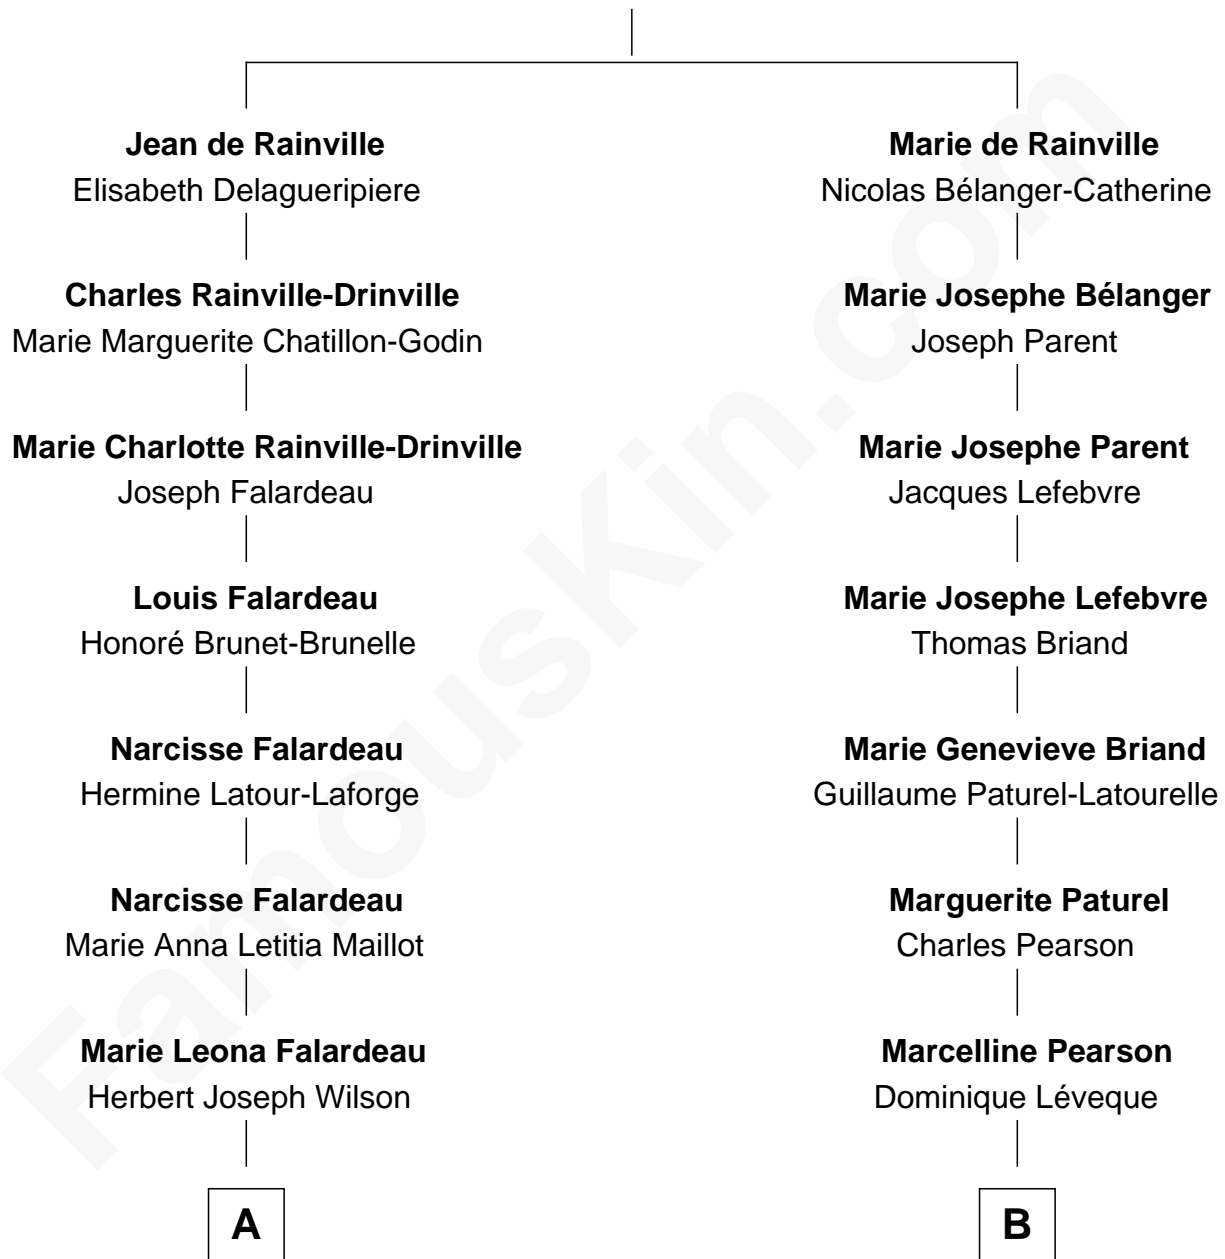 Jean de Rainville
Elisabeth Delagueripiere
Charles Rainville-Drinville
Marie Marguerite Chatillon-Godin
Marie Charlotte Rainville-Drinville
Joseph Falardeau
Louis Falardeau
Honoré Brunet-Brunelle
Narcisse Falardeau
Hermine Latour-Laforge
Narcisse Falardeau
Marie Anna Letitia Maillot
Marie Leona Falardeau
Herbert Joseph Wilson
A
Marie de Rainville
Nicolas Bélanger-Catherine
Marie Josephe Bélanger
Joseph Parent
Marie Josephe Parent
Jacques Lefebvre
Marie Josephe Lefebvre
Thomas Briand
Marie Genevieve Briand
Guillaume Paturel-Latourelle
Marguerite Paturel
Charles Pearson
Marcelline Pearson
Dominique Léveque
B
FamousKin.com